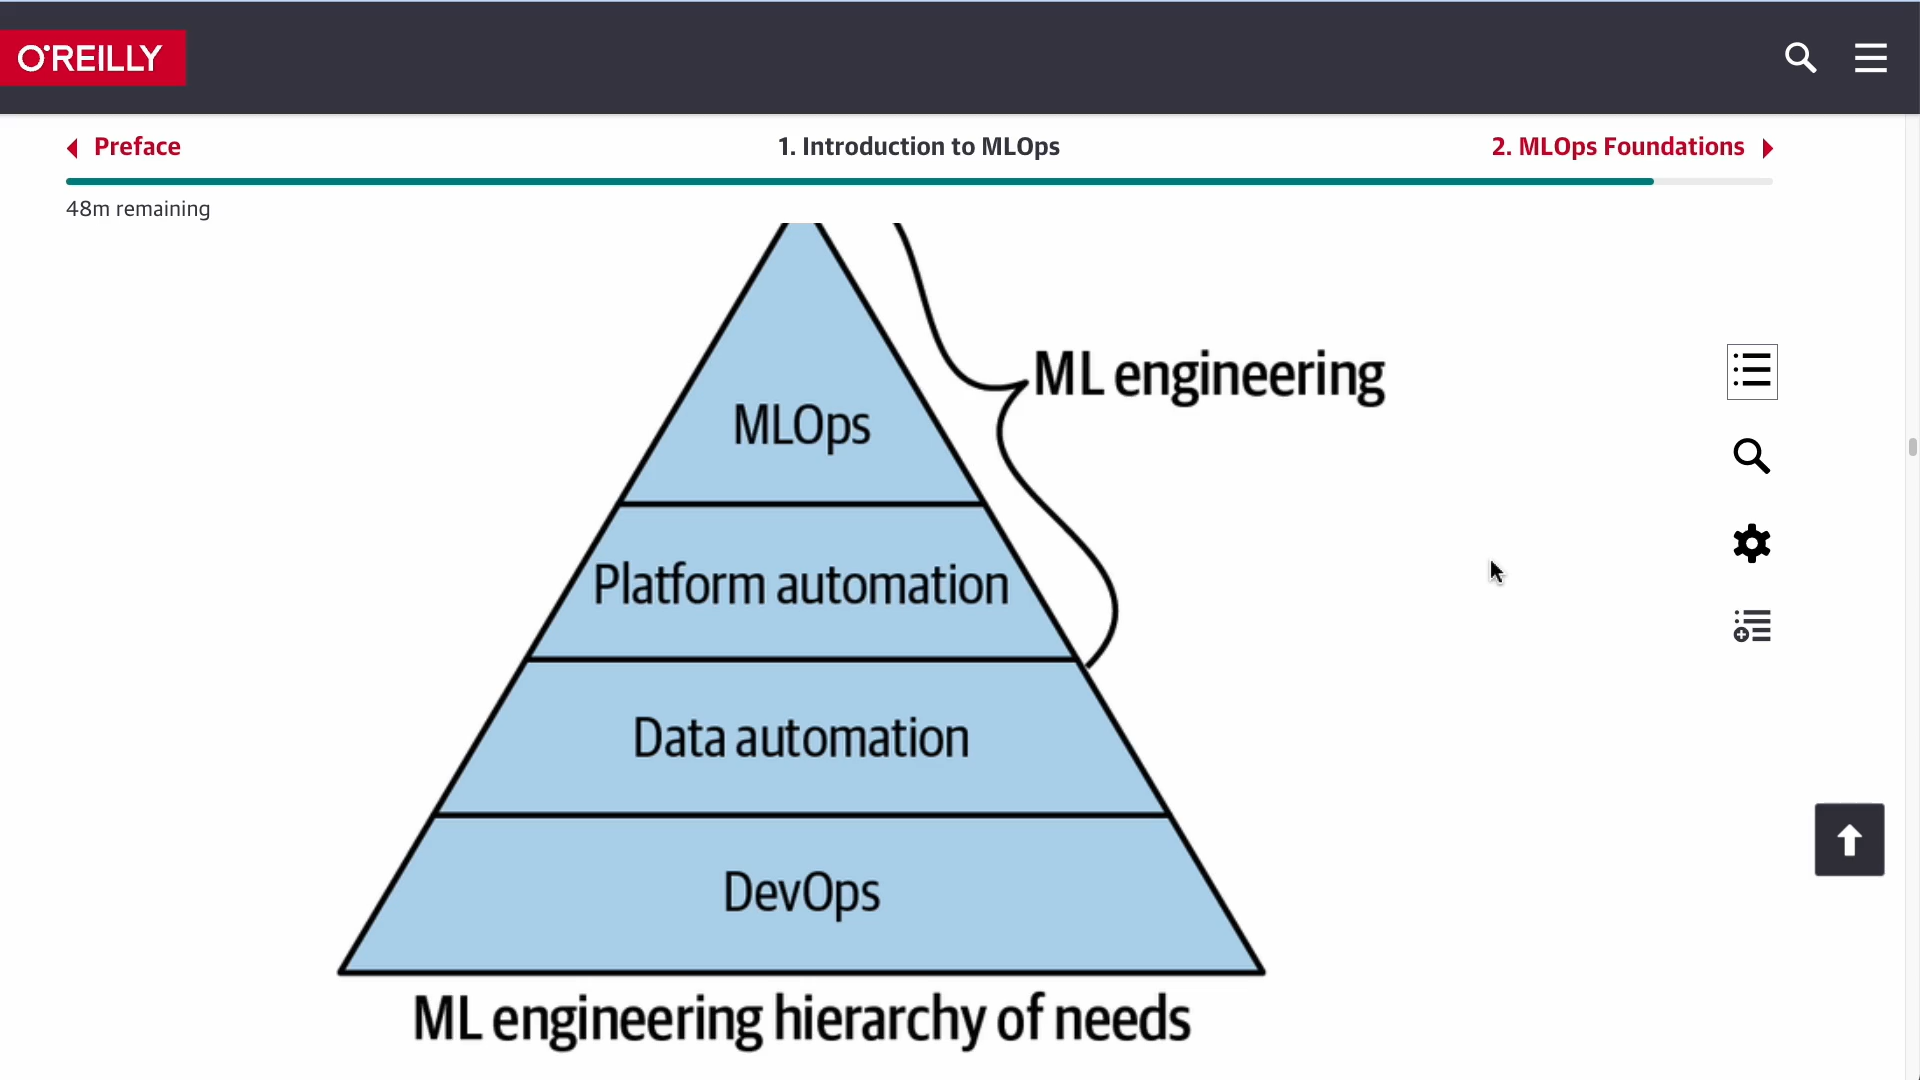 O'REILLY
Preface
1. Introduction to MLOps
2. MLOps Foundations
48m remaining
ML engineering
MLOps
Platform automation
Data automation
DevOps
ML engineering hierarchy of needs